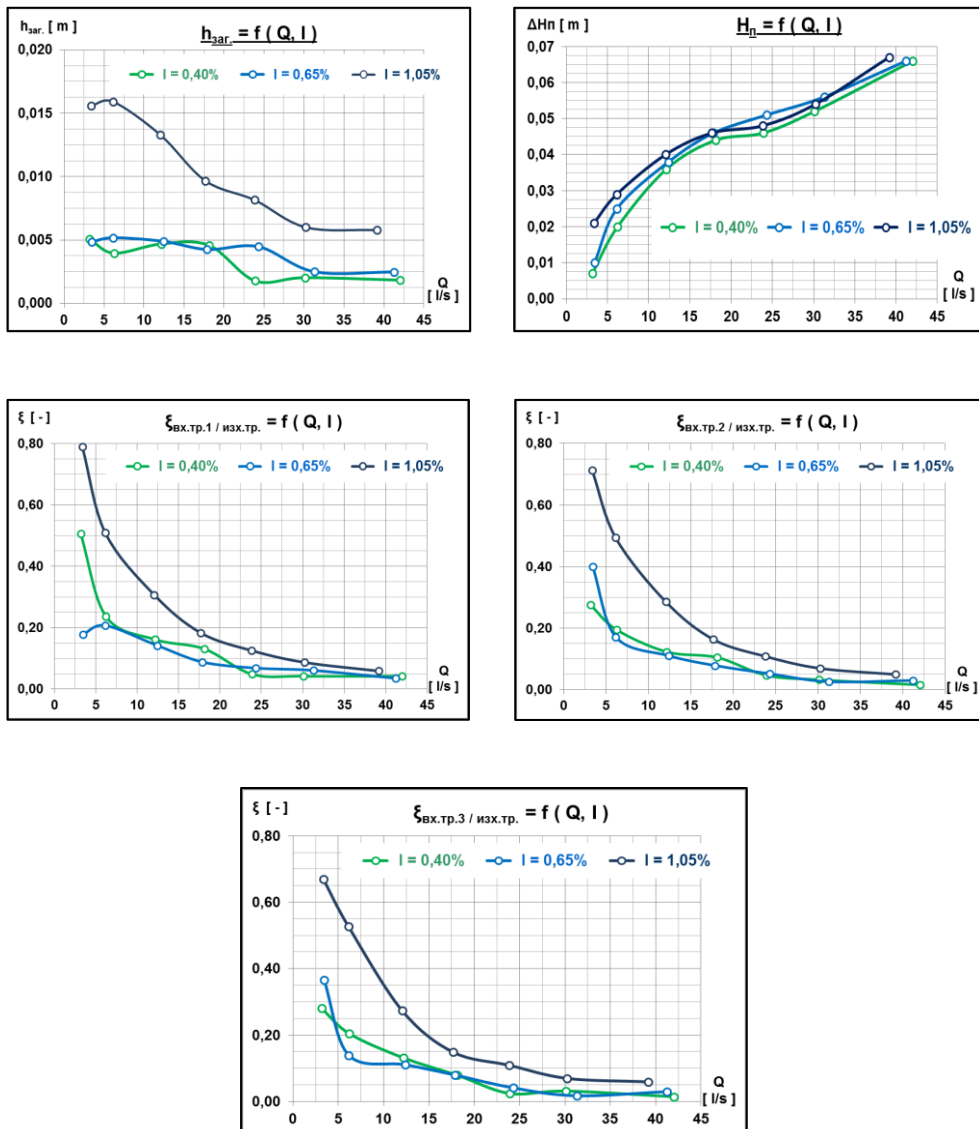 hзаг. [ m ]
hзаг. = f ( Q, I )
0,020
I = 0,40% I = 0,65% I = 1,05%
0,015
0,010
0,005
0,000
Q
[ l/s ]
0 5 10 15 20 25 30 35 40 45
ΔHп [ m ]
Hп = f ( Q, I )
0,07
0,06
0,05
0,04
0,03
I = 0,40% I = 0,65% I = 1,05%
0,02
0,01
0,00
Q
[ l/s ]
0 5 10 15 20 25 30 35 40 45
ξ [ - ]
ξвх.тр.1 / изх.тр. = f ( Q, I )
0,80
I = 0,40% I = 0,65% I = 1,05%
0,60
0,40
0,20
0,00
Q
[ l/s ]
0 5 10 15 20 25 30 35 40 45
ξ [ - ]
ξвх.тр.2 / изх.тр. = f ( Q, I )
0,80
I = 0,40% I = 0,65% I = 1,05%
0,60
0,40
0,20
0,00
Q
[ l/s ]
0 5 10 15 20 25 30 35 40 45
ξ [ - ]
ξвх.тр.3 / изх.тр. = f ( Q, I )
0,80
I = 0,40% I = 0,65% I = 1,05%
0,60
0,40
0,20
0,00
Q
[ l/s ]
0 5 10 15 20 25 30 35 40 45